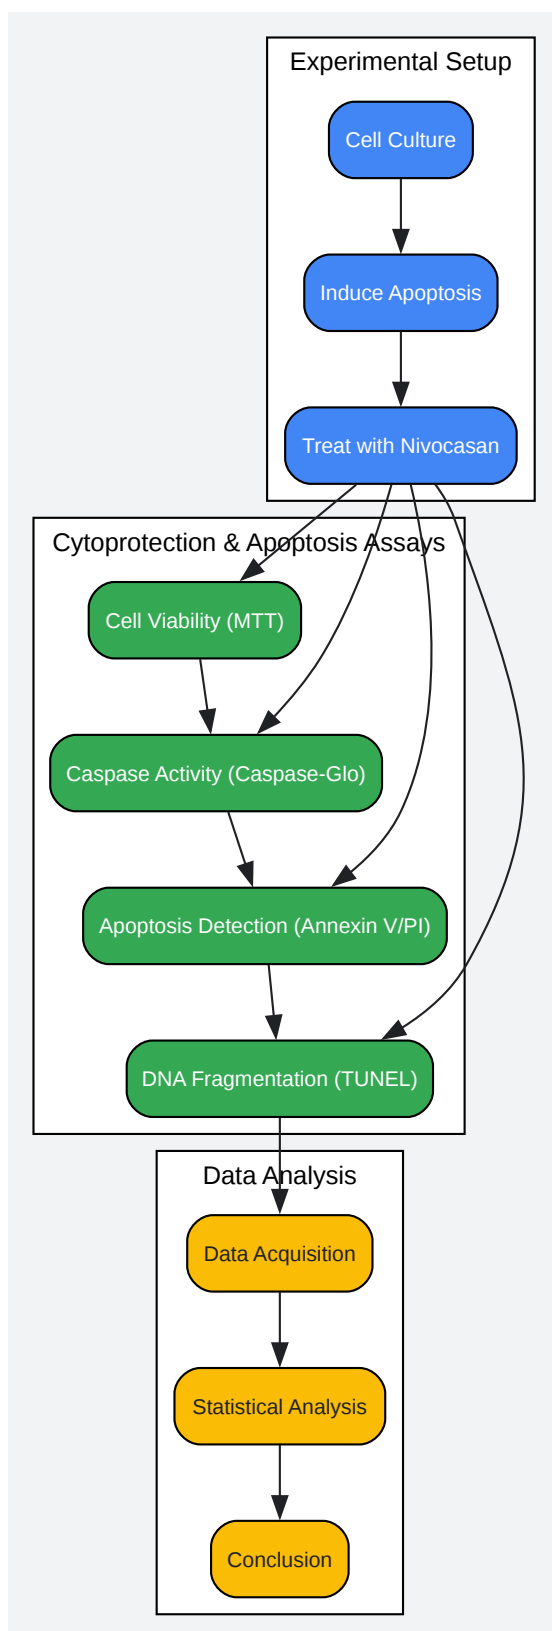 Experimental Setup
Cell Culture
Induce Apoptosis
Treat with Nivocasan
Cytoprotection & Apoptosis Assays
Cell Viability (MTT)
Caspase Activity (Caspase-Glo)
Apoptosis Detection (Annexin V/PI)
DNA Fragmentation (TUNEL)
Data Analysis
Data Acquisition
Statistical Analysis
Conclusion